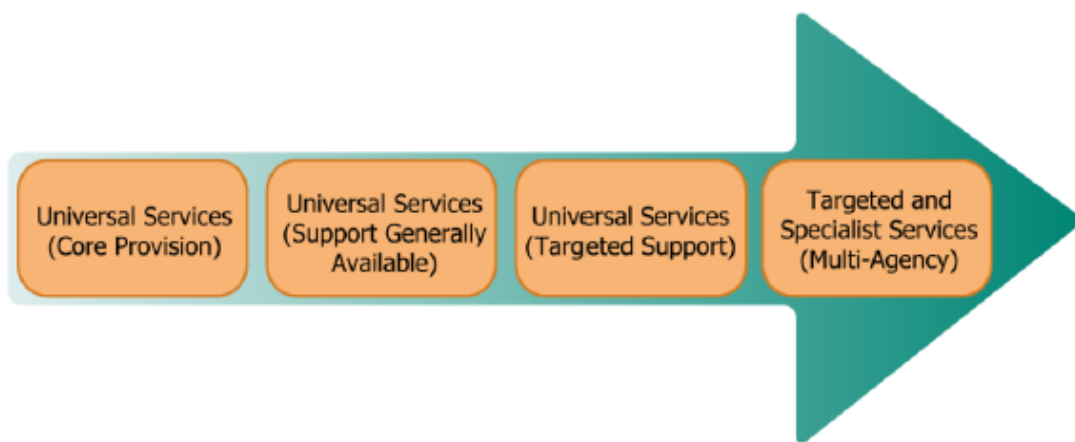 Universal Services
(Core Provision)
Universal Services
(Support Generally
Available)
Universal Services
(Targeted Support)
Targeted and
Specialist Services
(Multi-Agency)